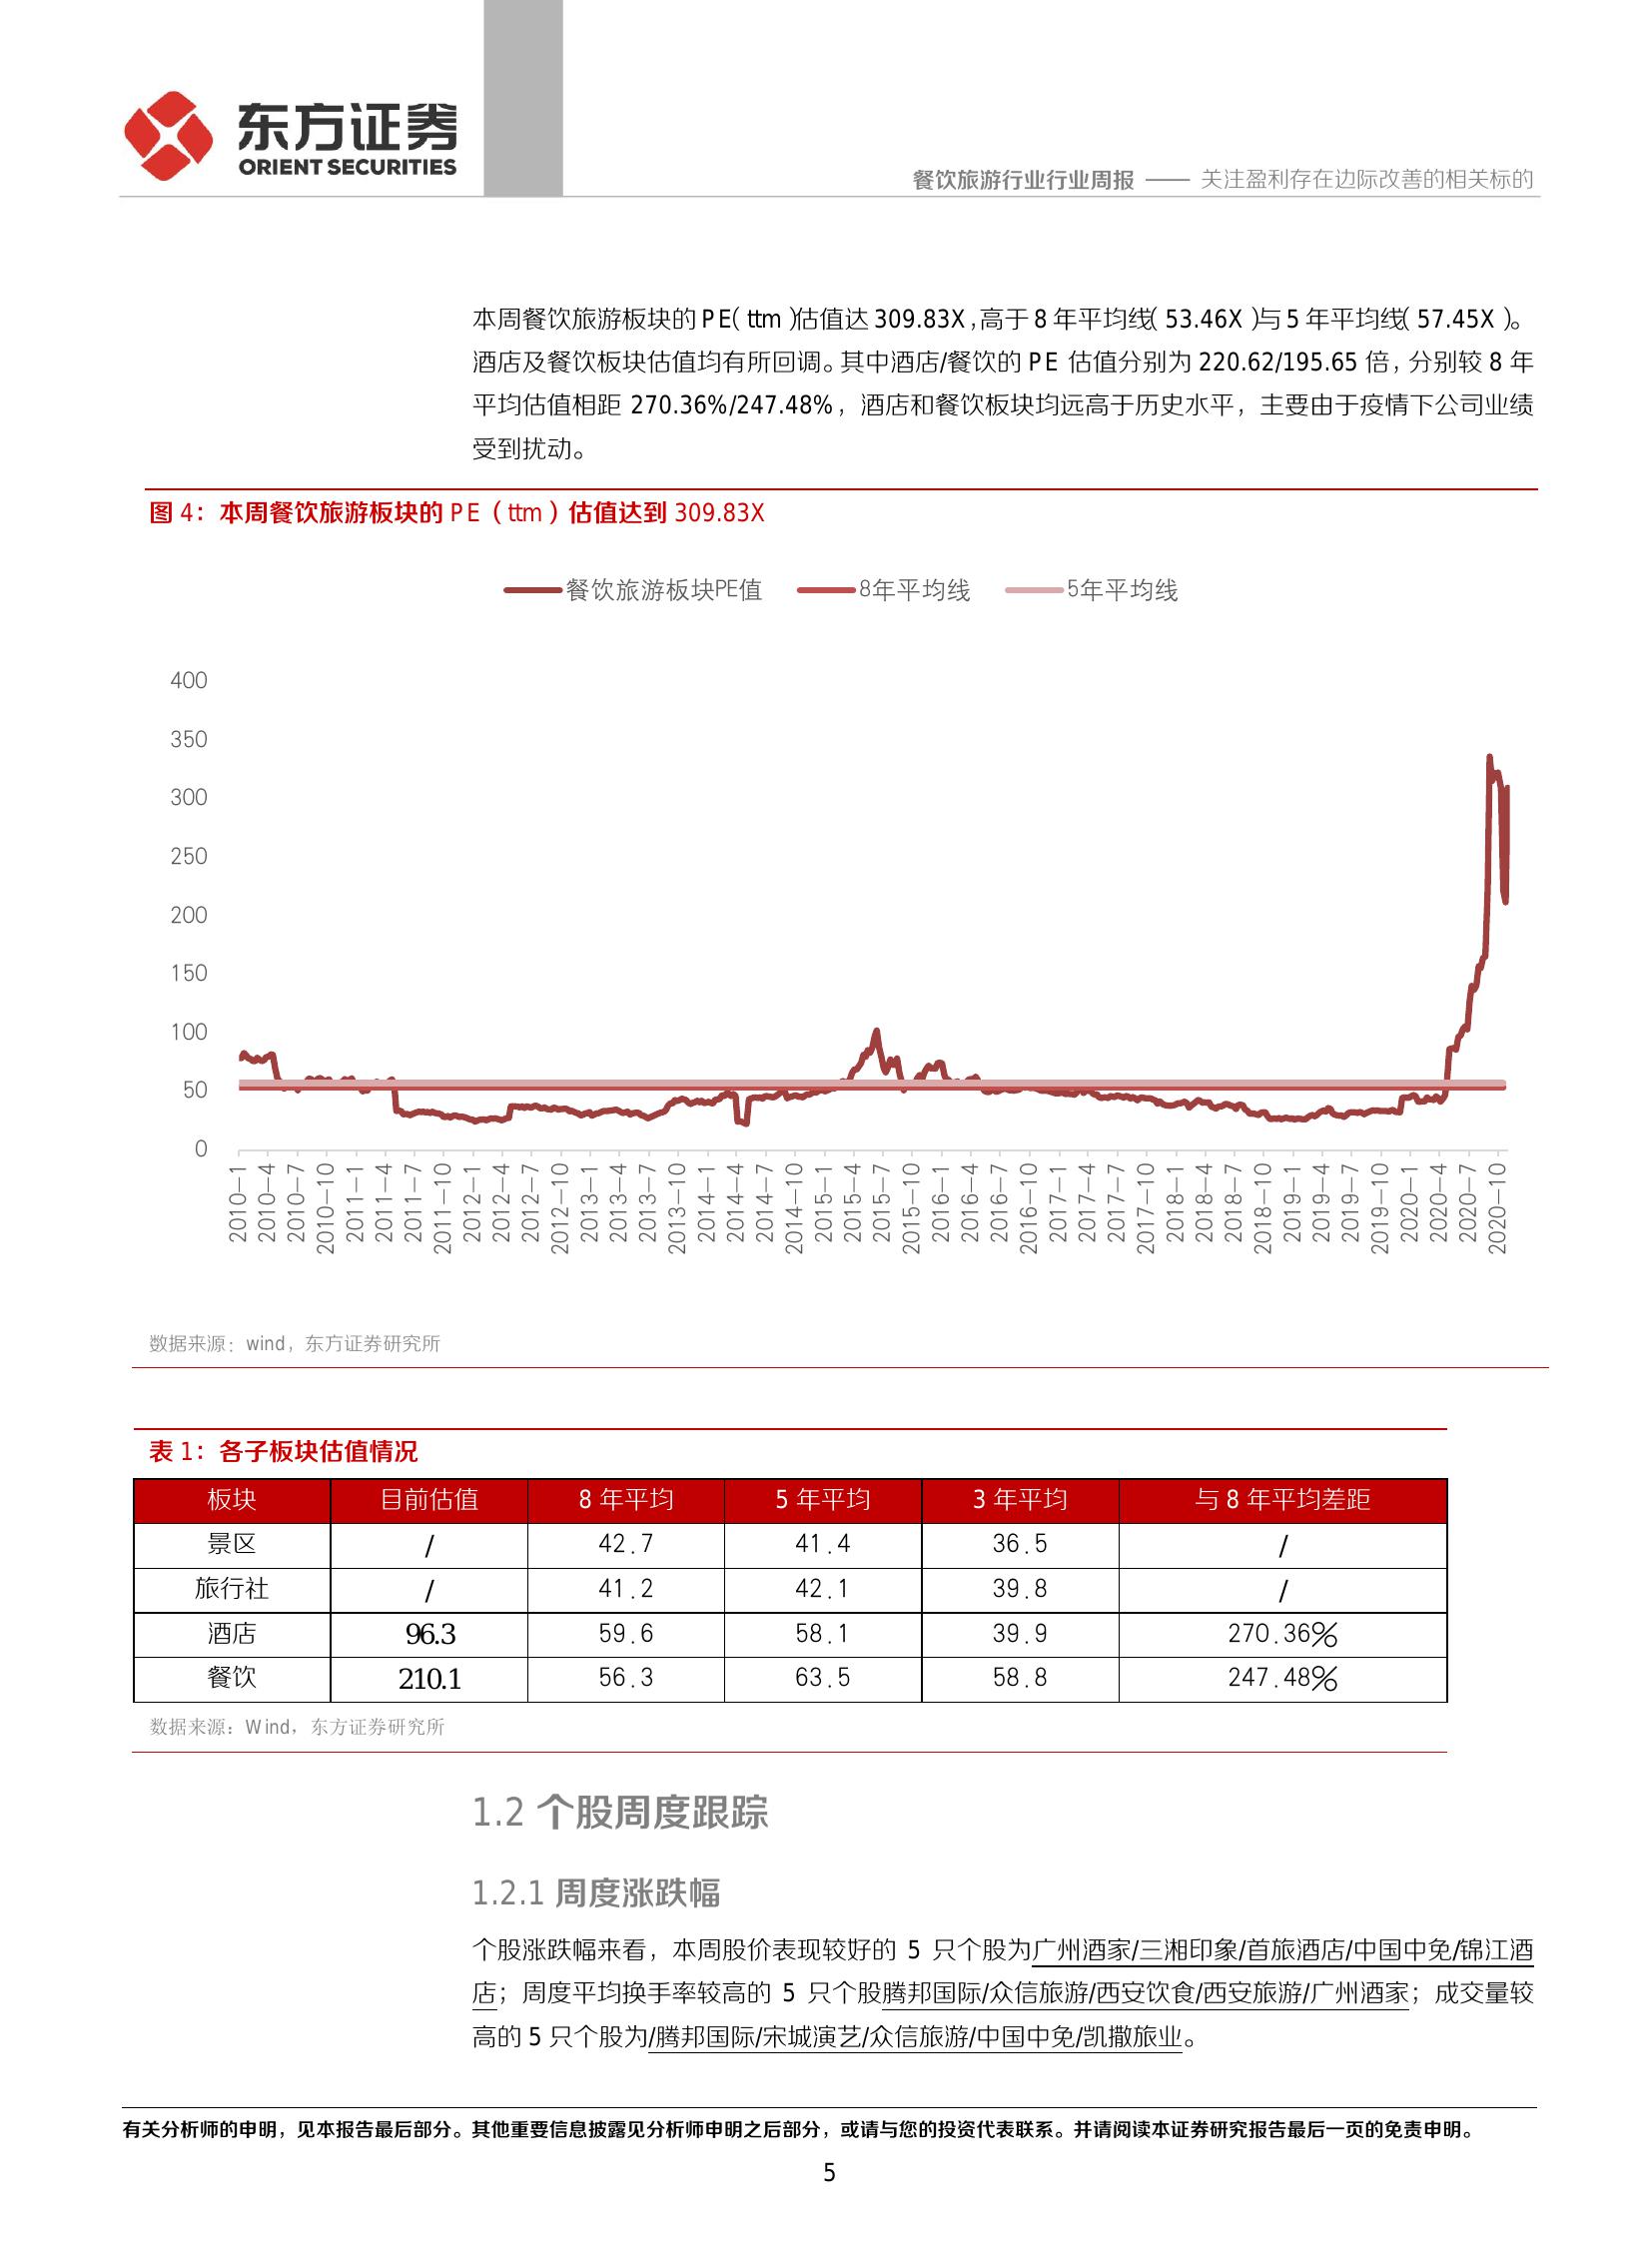 东方证券
ORIENT SECURITIES
餐饮旅游行业行业周报 —— 关注盈利存在边际改善的相关标的
本周餐饮旅游板块的 PE（ttm）估值达 309.83X，高于 8 年平均线（53.46X）与 5 年平均线（57.45X）。
酒店及餐饮板块估值均有所回调。其中酒店/餐饮的 PE 估值分别为 220.62/195.65 倍，分别较 8 年
平均估值相距 270.36%/247.48%，酒店和餐饮板块均远高于历史水平，主要由于疫情下公司业绩
受到扰动。
图 4：本周餐饮旅游板块的 PE（ttm）估值达到 309.83X
餐饮旅游板块PE值 8年平均线 5年平均线
400
350
300
250
200
150
100
50
0
2010-1 2010-4 2010-7 2010-10 2011-1 2011-4 2011-7 2011-10 2012-1 2012-4 2012-7 2012-10 2013-1 2013-4 2013-7 2013-10 2014-1 2014-4 2014-7 2014-10 2015-1 2015-4 2015-7 2015-10 2016-1 2016-4 2016-7 2016-10 2017-1 2017-4 2017-7 2017-10 2018-1 2018-4 2018-7 2018-10 2019-1 2019-4 2019-7 2019-10 2020-1 2020-4 2020-7 2020-10
数据来源：wind，东方证券研究所
表 1：各子板块估值情况
板块 目前估值 8 年平均 5 年平均 3 年平均 与 8 年平均差距
景区 / 42.7 41.4 36.5 /
旅行社 / 41.2 42.1 39.8 /
酒店 96.3 59.6 58.1 39.9 270.36%
餐饮 210.1 56.3 63.5 58.8 247.48%
数据来源：Wind，东方证券研究所
1.2 个股周度跟踪
1.2.1 周度涨跌幅
个股涨跌幅来看，本周股价表现较好的 5 只个股为广州酒家/三湘印象/首旅酒店/中国中免/锦江酒
店；周度平均换手率较高的 5 只个股腾邦国际/众信旅游/西安饮食/西安旅游/广州酒家；成交量较
高的 5 只个股为/腾邦国际/宋城演艺/众信旅游/中国中免/凯撒旅业。
有关分析师的申明，见本报告最后部分。其他重要信息披露见分析师申明之后部分，或请与您的投资代表联系。并请阅读本证券研究报告最后一页的免责申明。
5